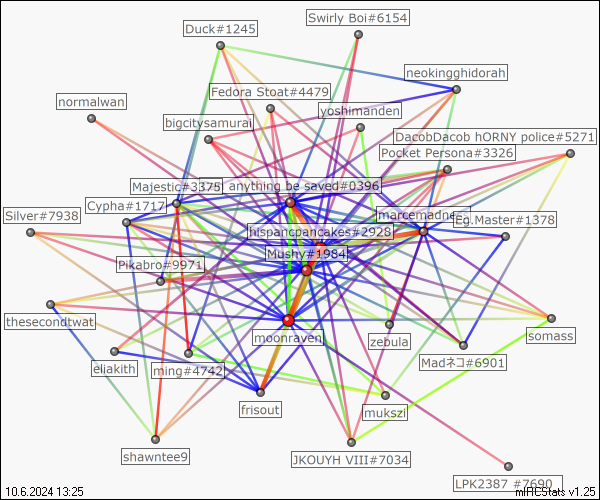 Swirly Boi#6154
Duck#1245
neokingghidorah
Fedora Stoat#4479
normalwan
yoshimanden
bigcitysamurai
DacobDacob hORNY police#5271
Pocket Persona#3326
Majestic#3375
anything be saved#0396
Cypha#1717
Silver#7938
marcemadne
Eg.Master#1378
hispancpancakes#2928
Mushy#1984
Pikabro#9971
thesecondtwat
moonraven
zebula
somass
eliakith
ming#4742
Madネコ#6901
frisout
mukszi
shawntee9
JKOUYH VIII#7034
LPK2387 #7690
10.6.2024 13:25
mIRCStats v1.25